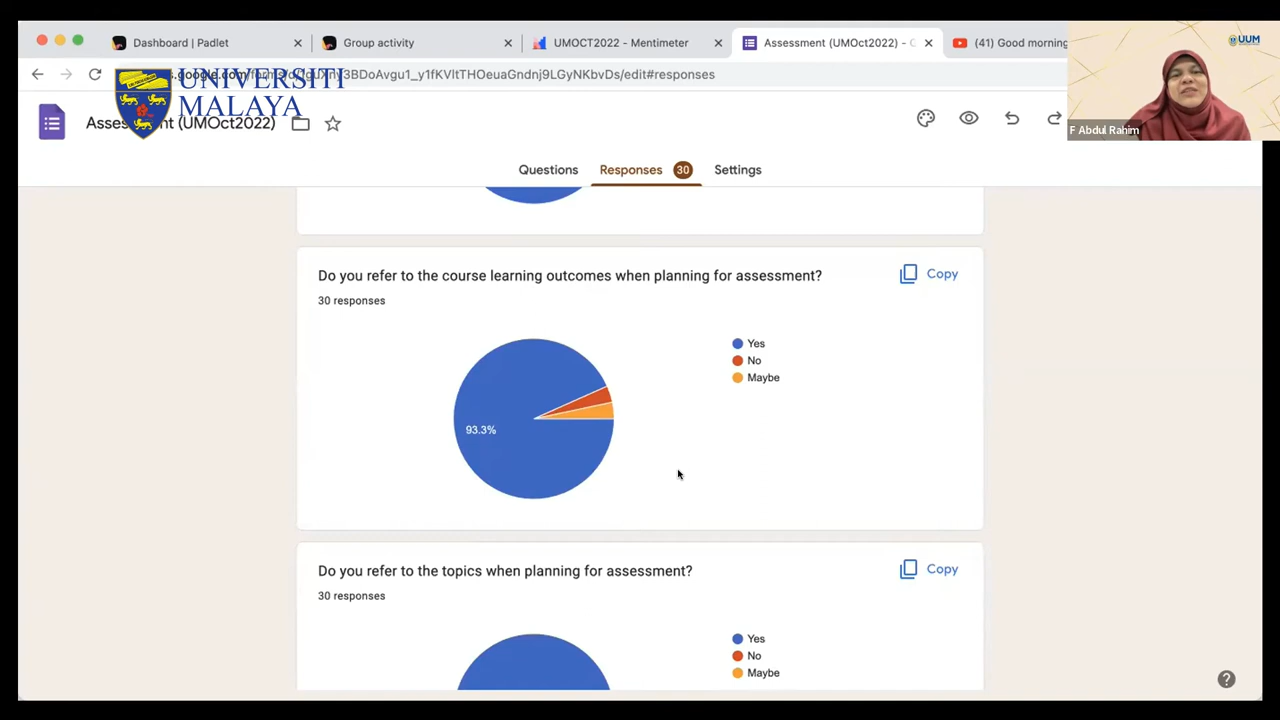 Dashboard | Padlet
Group activity
UMOCT2022 - Mentimeter
Assessment (UMOct2022) -
(41) Good morning
UUM
UNIVERSITI
MALAYA
edit#responses
(UMOct2022)
F Abdul Rahim
Questions
Responses 30
Settings
Do you refer to the course learning outcomes when planning for assessment?
Copy
30 responses
Yes
No
Maybe
93.3%
Do you refer to the topics when planning for assessment?
Copy
30 responses
Yes
No
Maybe